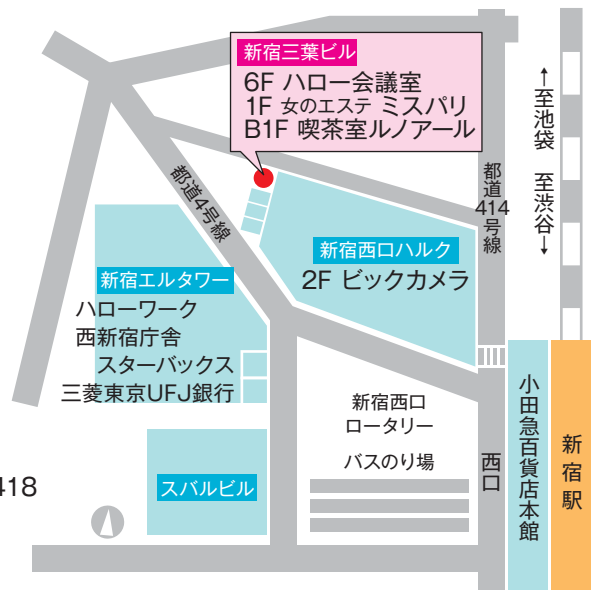 新宿三葉ビル
6F ハロー会議室
1F 女のエステ ミスパリ
B1F 喫茶室ルノアール
←至池袋 至渋谷→
都道4号線
都道414号線
新宿西口ハルク
2F ビックカメラ
新宿エルタワー
ハローワーク
西新宿庁舎
スターバックス
三菱東京UFJ銀行
新宿西口
ロータリー
バスのり場
西口
小田急百貨店本館
新宿駅
418
スバルビル